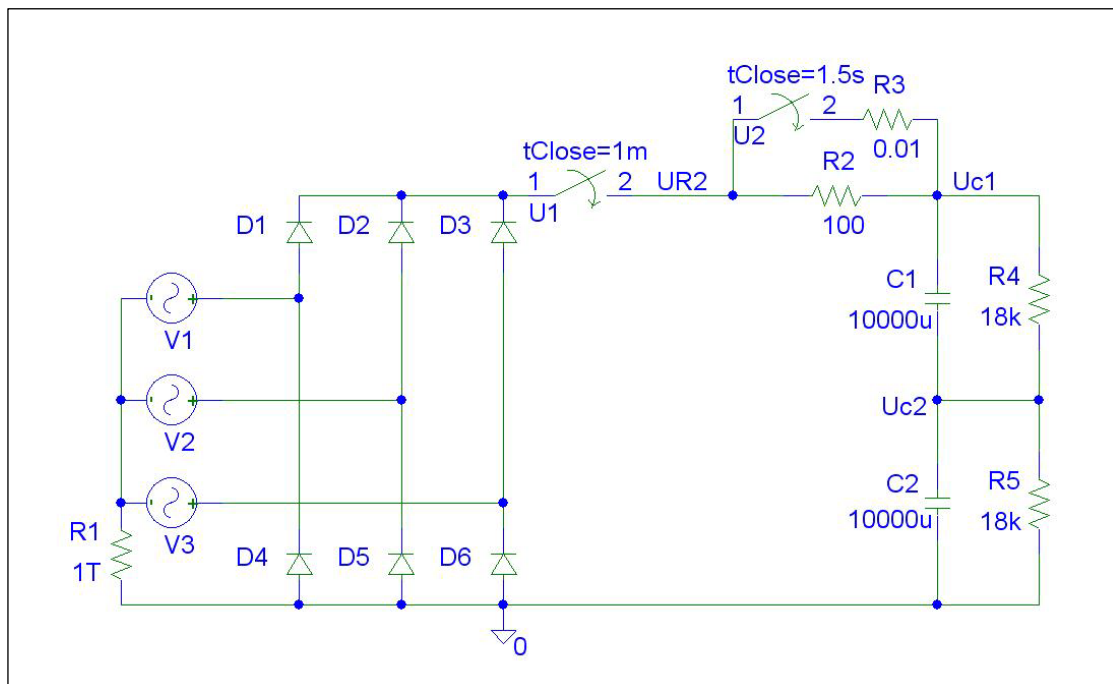 tClose=1.5s
R3
1
2
U2
0.01
tClose=1m
R2
1
2
UR2
Uc1
U1
100
D1
D2
D3
C1
R4
10000u
18k
V1
Uc2
V2
C2
R5
10000u
18k
V3
R1
1T
D4
D5
D6
0